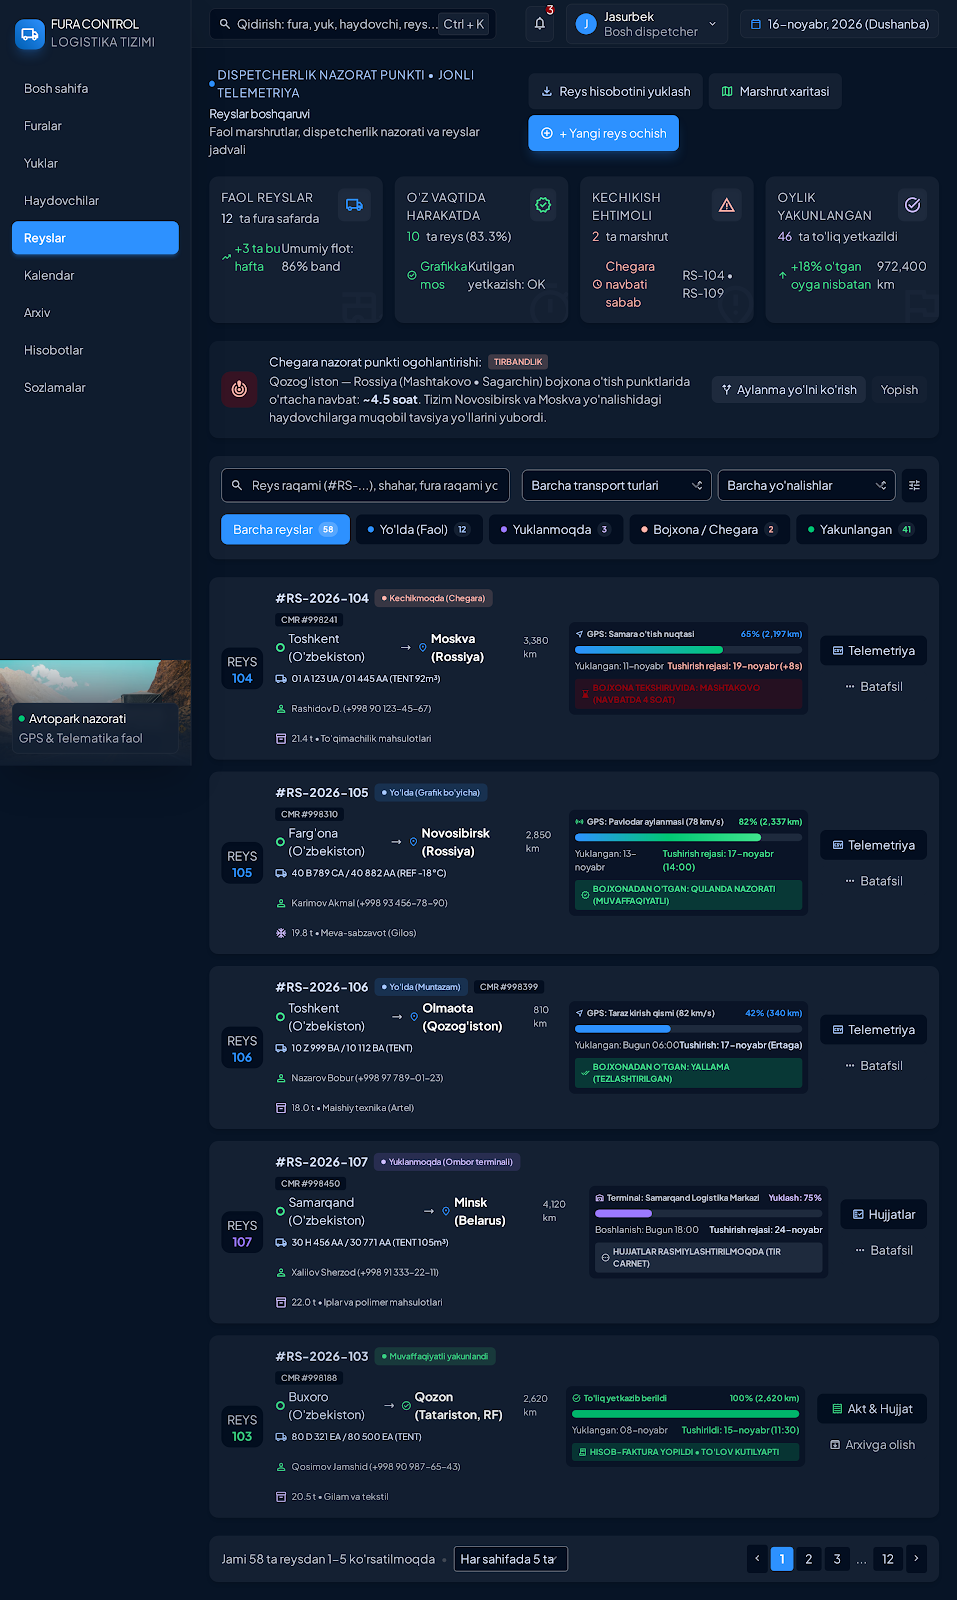 FURA CONTROL
LOGISTIKA TIZIMI
Qidirish: fura, yuk, haydovchi, reys... Ctrl + K
3
J
Jasurbek
Bosh dispetcher
16-noyabr, 2026 (Dushanba)
Bosh sahifa
Furalar
Yuklar
Haydovchilar
Reyslar
Kalendar
Arxiv
Hisobotlar
Sozlamalar
Avtopark nazorati
GPS & Telematika faol
DISPETCHERLIK NAZORAT PUNKTI • JONLI
TELEMETRIYA
Reyslar boshqaruvi
Faol marshrutlar, dispetcherlik nazorati va reyslar
jadvali
Reys hisobotini yuklash
Marshrut xaritasi
+ Yangi reys ochish
FAOL REYSLAR
12 ta fura safarda
+3 ta bu
hafta
Umumiy flot:
86% band
O'Z VAQTIDA
HARAKATDA
10 ta reys (83.3%)
Grafikka
mos
Kutilgan
yetkazish: OK
KECHIKISH
EHTIMOLI
2 ta marshrut
Chegara
navbati
sabab
RS-104 •
RS-109
OYLIK
YAKUNLANGAN
46 ta to'liq yetkazildi
+18% o'tgan
oyga nisbatan
972,400
km
Chegara nazorat punkti ogohlantirishi: TIRBANDLIK
Qozog'iston — Rossiya (Mashtakovo • Sagarchin) bojxona o'tish punktlarida
o'rtacha navbat: ~4.5 soat. Tizim Novosibirsk va Moskva yo'nalishidagi
haydovchilarga muqobil tavsiya yo'llarini yubordi.
Aylanma yo'lni ko'rish
Yopish
Reys raqami (#RS-...), shahar, fura raqami yc
Barcha transport turlari
Barcha yo'nalishlar
Barcha reyslar 58
Yo'lda (Faol) 12
Yuklanmoqda 3
Bojxona / Chegara 2
Yakunlangan 41
REYS
104
#RS-2026-104 Kechikmoqda (Chegara)
CMR #998241
Toshkent
(O'zbekiston)
→
Moskva
(Rossiya)
3,380
km
01 A 123 UA / 01 445 AA (TENT 92m³)
Rashidov D. (+998 90 123-45-67)
21.4 t • To'qimachilik mahsulotlari
GPS: Samara o'tish nuqtasi 65% (2,197 km)
Yuklangan: 11-noyabr Tushirish rejasi: 19-noyabr (+8s)
BOJXONA TEKSHIRUVIDA: MASHTAKOVO
(NAVBATDA 4 SOAT)
Telemetriya
Batafsil
REYS
105
#RS-2026-105 Yo'lda (Grafik bo'yicha)
CMR #998310
Farg'ona
(O'zbekiston)
→
Novosibirsk
(Rossiya)
2,850
km
40 B 789 CA / 40 882 AA (REF -18°C)
Karimov Akmal (+998 93 456-78-90)
19.8 t • Meva-sabzavot (Gilos)
GPS: Pavlodar aylanmasi (78 km/s) 82% (2,337 km)
Yuklangan: 13-
noyabr
Tushirish rejasi: 17-noyabr
(14:00)
BOJXONADAN O'TGAN: QULANDA NAZORATI
(MUVAFFAQIYATLI)
Telemetriya
Batafsil
REYS
106
#RS-2026-106 Yo'lda (Muntazam) CMR #998399
Toshkent
(O'zbekiston)
→
Olmaota
(Qozog'iston)
810
km
10 Z 999 BA / 10 112 BA (TENT)
Nazarov Bobur (+998 97 789-01-23)
18.0 t • Maishiy texnika (Artel)
GPS: Taraz kirish qismi (82 km/s) 42% (340 km)
Yuklangan: Bugun 06:00 Tushirish: 17-noyabr (Ertaga)
BOJXONADAN O'TGAN: YALLAMA
(TEZLASHTIRILGAN)
Telemetriya
Batafsil
REYS
107
#RS-2026-107 Yuklanmoqda (Ombor terminali)
CMR #998450
Samarqand
(O'zbekiston)
→
Minsk
(Belarus)
4,120
km
30 H 456 AA / 30 771 AA (TENT 105m³)
Xalilov Sherzod (+998 91 333-22-11)
22.0 t • Iplar va polimer mahsulotlari
Terminal: Samarqand Logistika Markazi Yuklash: 75%
Boshlanish: Bugun 18:00 Tushirish rejasi: 24-noyabr
HUJJATLAR RASMIYLASHTIRILMOQDA (TIR
CARNET)
Hujjatlar
Batafsil
REYS
103
#RS-2026-103 Muvaffaqiyatli yakunlandi
CMR #998188
Buxoro
(O'zbekiston)
→
Qozon
(Tatariston, RF)
2,620
km
80 D 321 EA / 80 500 EA (TENT)
Qosimov Jamshid (+998 90 987-65-43)
20.5 t • Gilam va tekstil
To'liq yetkazib berildi 100% (2,620 km)
Yuklangan: 08-noyabr Tushirildi: 15-noyabr (11:30)
HISOB-FAKTURA YOPILDI • TO'LOV KUTILYAPTI
Akt & Hujjat
Arxivga olish
Jami 58 ta reysdan 1-5 ko'rsatilmoqda • Har sahifada 5 ta
1 2 3 ... 12